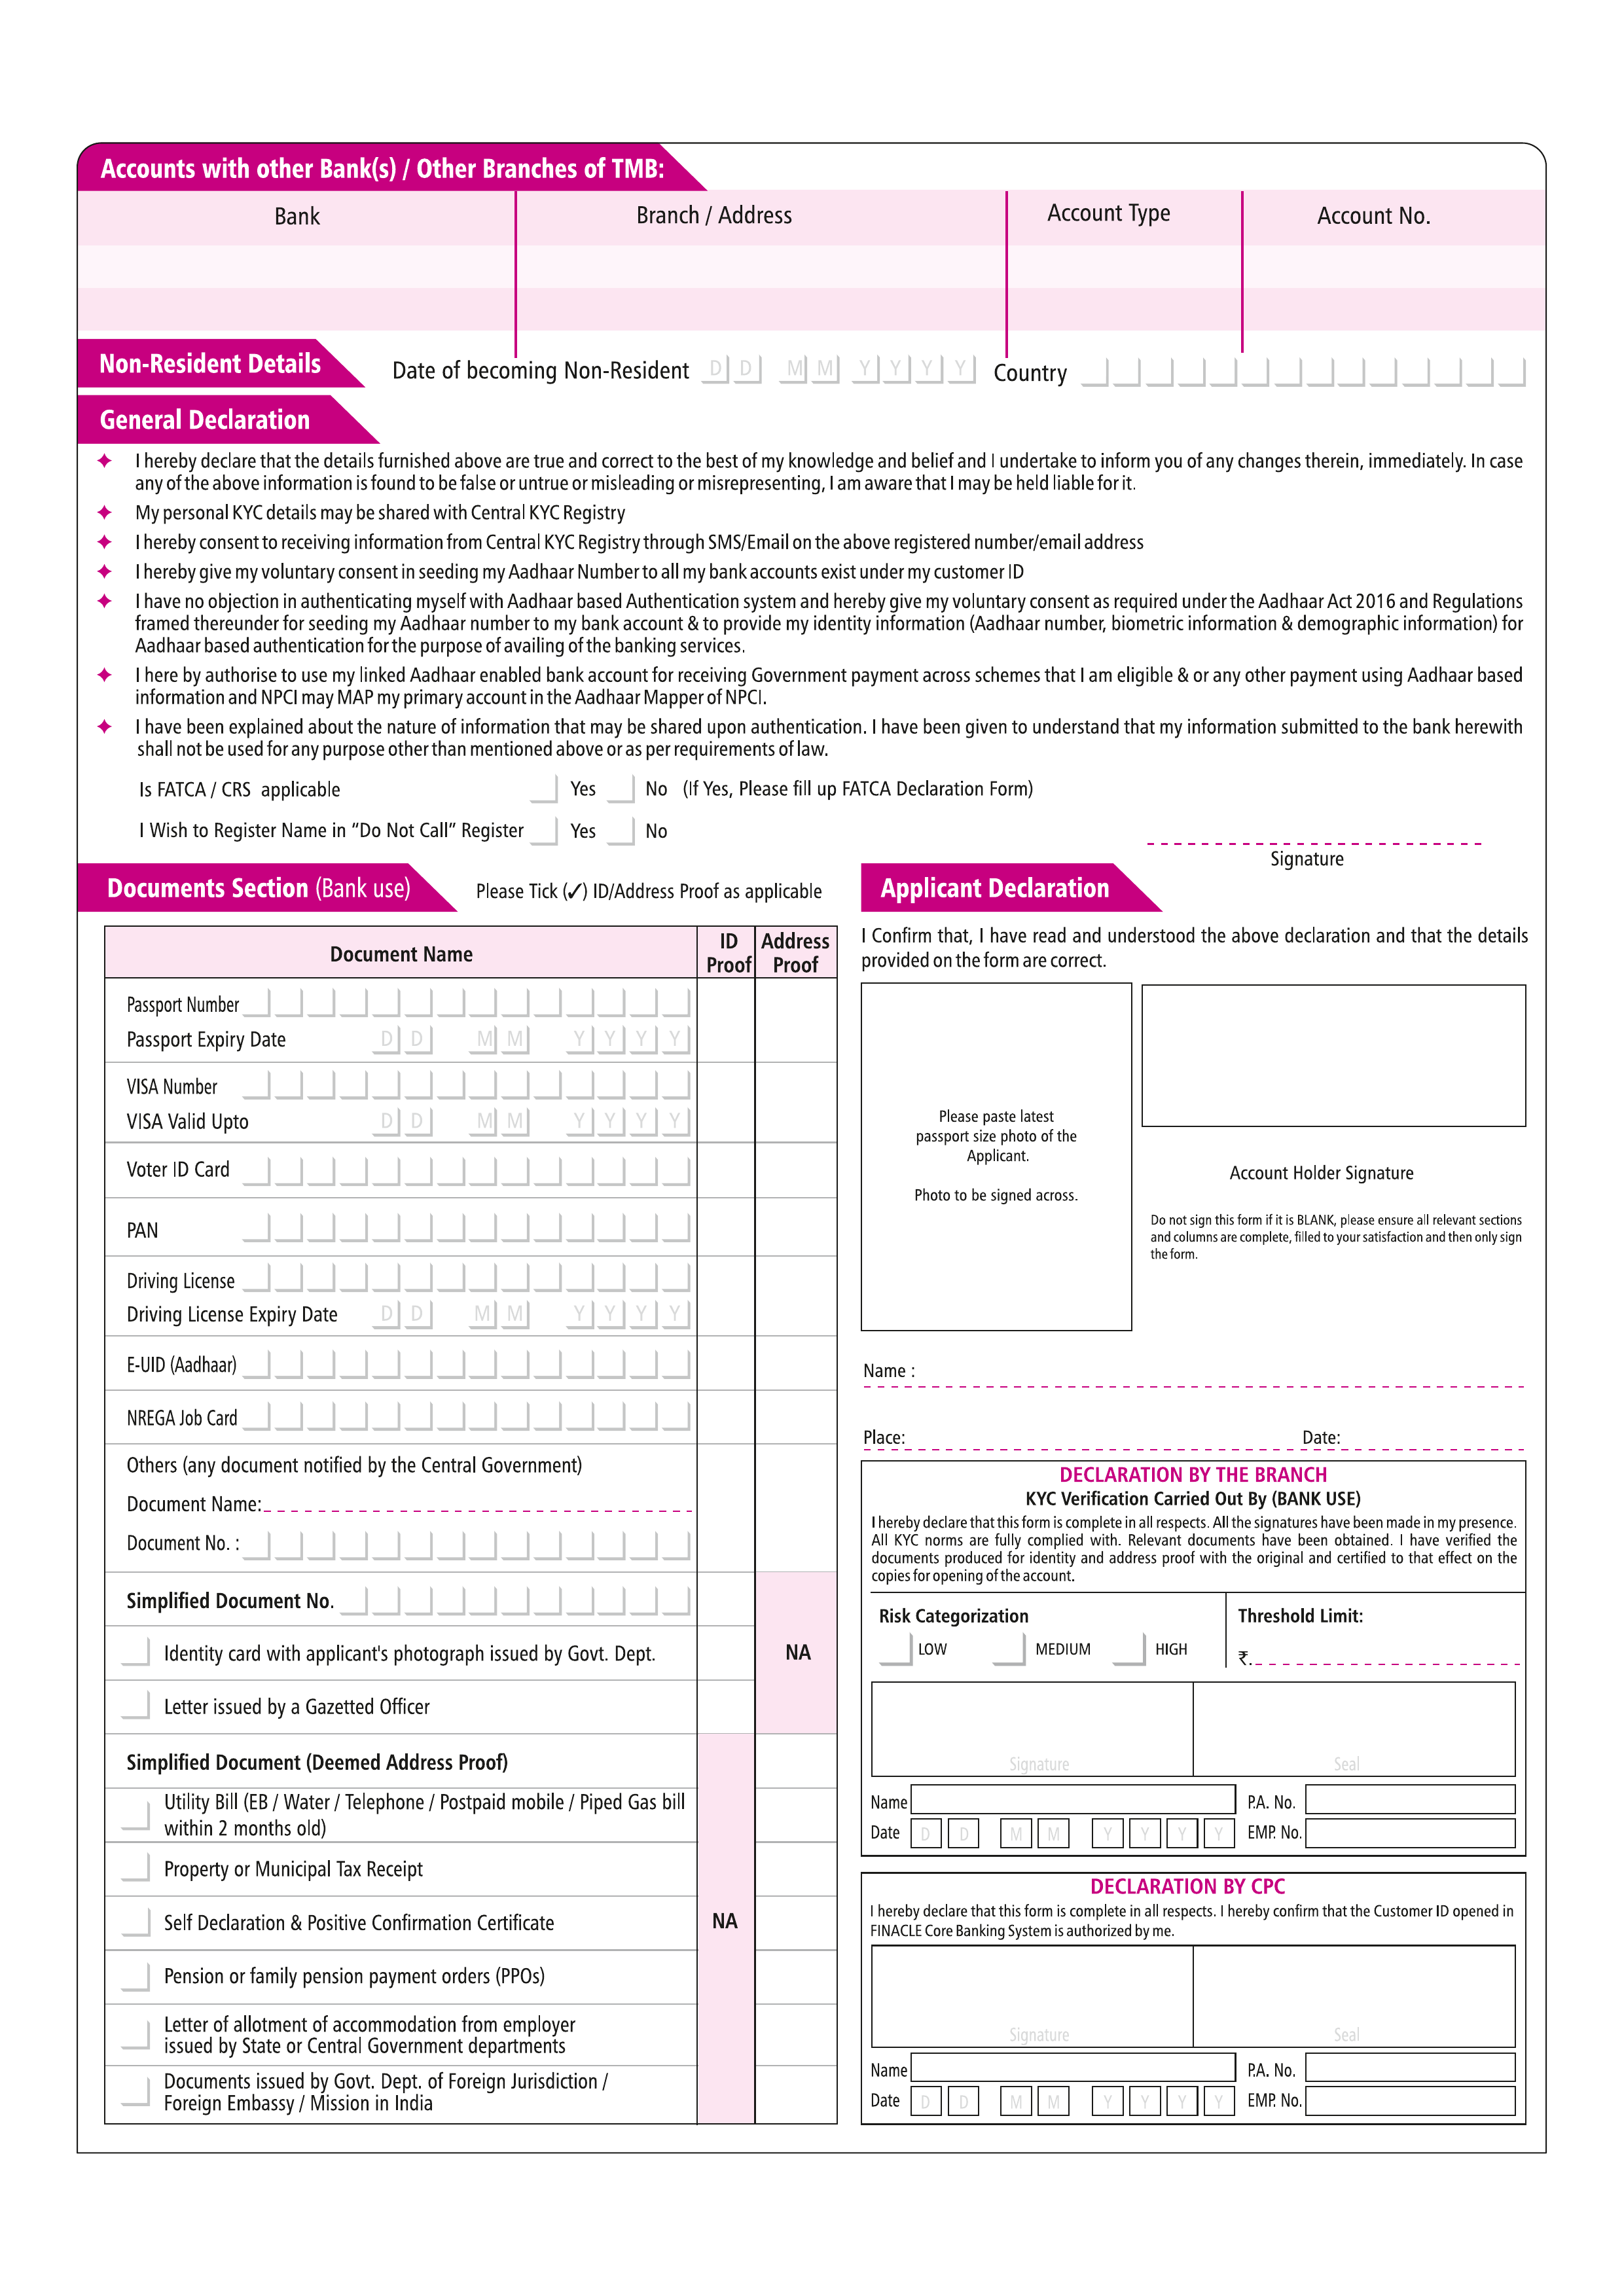 Accounts with other Bank(s) / Other Branches of TMB:
Bank Branch / Address Account Type Account No.
Non-Resident Details Date of becoming Non-Resident D D M M Y Y Y Y Country
General Declaration
✦ I hereby declare that the details furnished above are true and correct to the best of my knowledge and belief and I undertake to inform you of any changes therein, immediately. In case
any of the above information is found to be false or untrue or misleading or misrepresenting, I am aware that I may be held liable for it.
✦ My personal KYC details may be shared with Central KYC Registry
✦ I hereby consent to receiving information from Central KYC Registry through SMS/Email on the above registered number/email address
✦ I hereby give my voluntary consent in seeding my Aadhaar Number to all my bank accounts exist under my customer ID
✦ I have no objection in authenticating myself with Aadhaar based Authentication system and hereby give my voluntary consent as required under the Aadhaar Act 2016 and Regulations
framed thereunder for seeding my Aadhaar number to my bank account & to provide my identity information (Aadhaar number, biometric information & demographic information) for
Aadhaar based authentication for the purpose of availing of the banking services.
✦ I here by authorise to use my linked Aadhaar enabled bank account for receiving Government payment across schemes that I am eligible & or any other payment using Aadhaar based
information and NPCI may MAP my primary account in the Aadhaar Mapper of NPCI.
✦ I have been explained about the nature of information that may be shared upon authentication. I have been given to understand that my information submitted to the bank herewith
shall not be used for any purpose other than mentioned above or as per requirements of law.
Is FATCA / CRS applicable Yes No (If Yes, Please fill up FATCA Declaration Form)
I Wish to Register Name in “Do Not Call” Register Yes No
Signature
Documents Section (Bank use) Please Tick (✓) ID/Address Proof as applicable
Document Name ID Proof Address Proof
Passport Number
Passport Expiry Date D D M M Y Y Y Y
VISA Number
VISA Valid Upto D D M M Y Y Y Y
Voter ID Card
PAN
Driving License
Driving License Expiry Date D D M M Y Y Y Y
E-UID (Aadhaar)
NREGA Job Card
Others (any document notified by the Central Government)
Document Name:
Document No. :
Simplified Document No.
Identity card with applicant's photograph issued by Govt. Dept.
NA
Letter issued by a Gazetted Officer
Simplified Document (Deemed Address Proof)
Utility Bill (EB / Water / Telephone / Postpaid mobile / Piped Gas bill
within 2 months old)
Property or Municipal Tax Receipt
Self Declaration & Positive Confirmation Certificate
NA
Pension or family pension payment orders (PPOs)
Letter of allotment of accommodation from employer
issued by State or Central Government departments
Documents issued by Govt. Dept. of Foreign Jurisdiction /
Foreign Embassy / Mission in India
Applicant Declaration
I Confirm that, I have read and understood the above declaration and that the details
provided on the form are correct.
Please paste latest
passport size photo of the
Applicant.
Photo to be signed across.
Account Holder Signature
Do not sign this form if it is BLANK, please ensure all relevant sections
and columns are complete, filled to your satisfaction and then only sign
the form.
Name :
Place: Date:
DECLARATION BY THE BRANCH
KYC Verification Carried Out By (BANK USE)
I hereby declare that this form is complete in all respects. All the signatures have been made in my presence.
All KYC norms are fully complied with. Relevant documents have been obtained. I have verified the
documents produced for identity and address proof with the original and certified to that effect on the
copies for opening of the account.
Risk Categorization Threshold Limit:
LOW MEDIUM HIGH ₹.
Signature Seal
Name P.A. No.
Date D D M M Y Y Y Y EMP. No.
DECLARATION BY CPC
I hereby declare that this form is complete in all respects. I hereby confirm that the Customer ID opened in
FINACLE Core Banking System is authorized by me.
Signature Seal
Name P.A. No.
Date D D M M Y Y Y Y EMP. No.